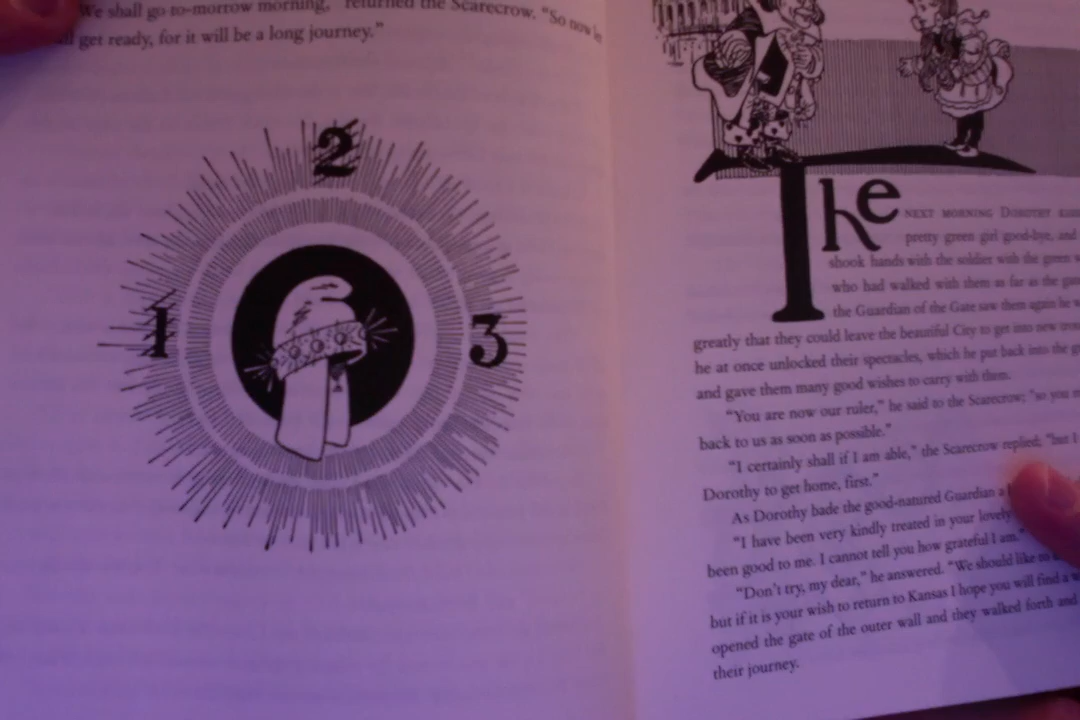 We shall go to-morrow morning," returned the Scarecrow. "So now let
all get ready, for it will be a long journey."
2
1
3
The NEXT MORNING DOROTHY
pretty green girl good-bye, and
shook hands with the soldier with the green
who had walked with them as far as the
the Guardian of the Gate saw them again he
greatly that they could leave the beautiful City to get into new
he at once unlocked their spectacles, which he put back into the
and gave them many good wishes to carry with them.
"You are now our ruler," he said to the Scarecrow; "so you
back to us as soon as possible."
"I certainly shall if I am able," the Scarecrow replied; "but I
Dorothy to get home, first."
As Dorothy bade the good-natured Guardian a
"I have been very kindly treated in your lovely
been good to me. I cannot tell you how grateful I am."
"Don't try, my dear," he answered. "We should like to
but if it is your wish to return to Kansas I hope you will find a
opened the gate of the outer wall and they walked forth and
their journey.